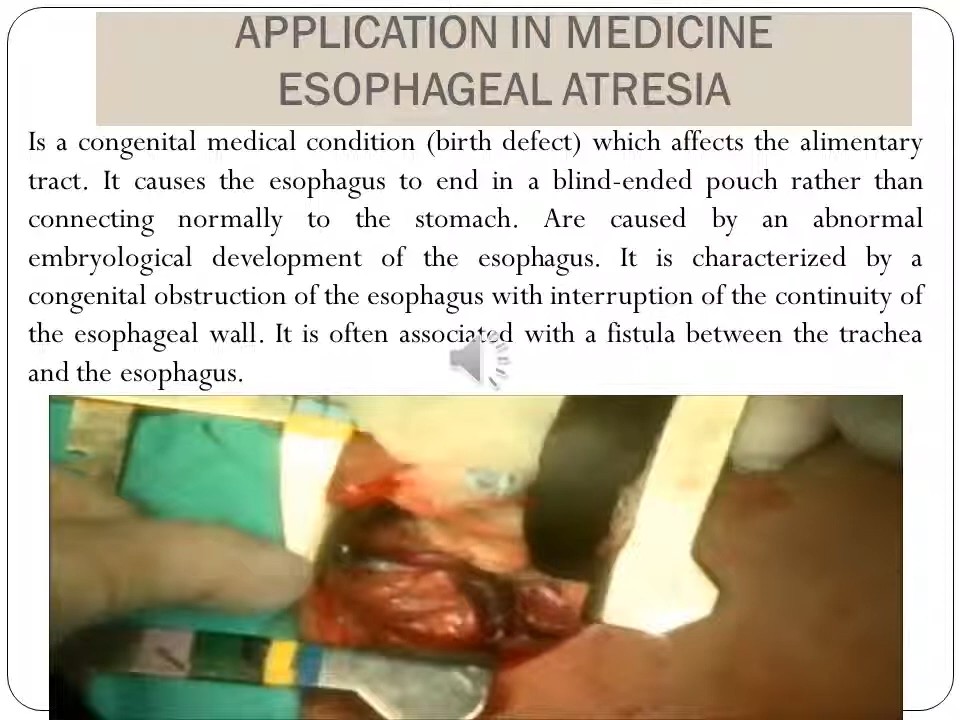 APPLICATION IN MEDICINE
ESOPHAGEAL ATRESIA
Is a congenital medical condition (birth defect) which affects the alimentary
tract. It causes the esophagus to end in a blind-ended pouch rather than
connecting normally to the stomach. Are caused by an abnormal
embryological development of the esophagus. It is characterized by a
congenital obstruction of the esophagus with interruption of the continuity of
the esophageal wall. It is often associated with a fistula between the trachea
and the esophagus.